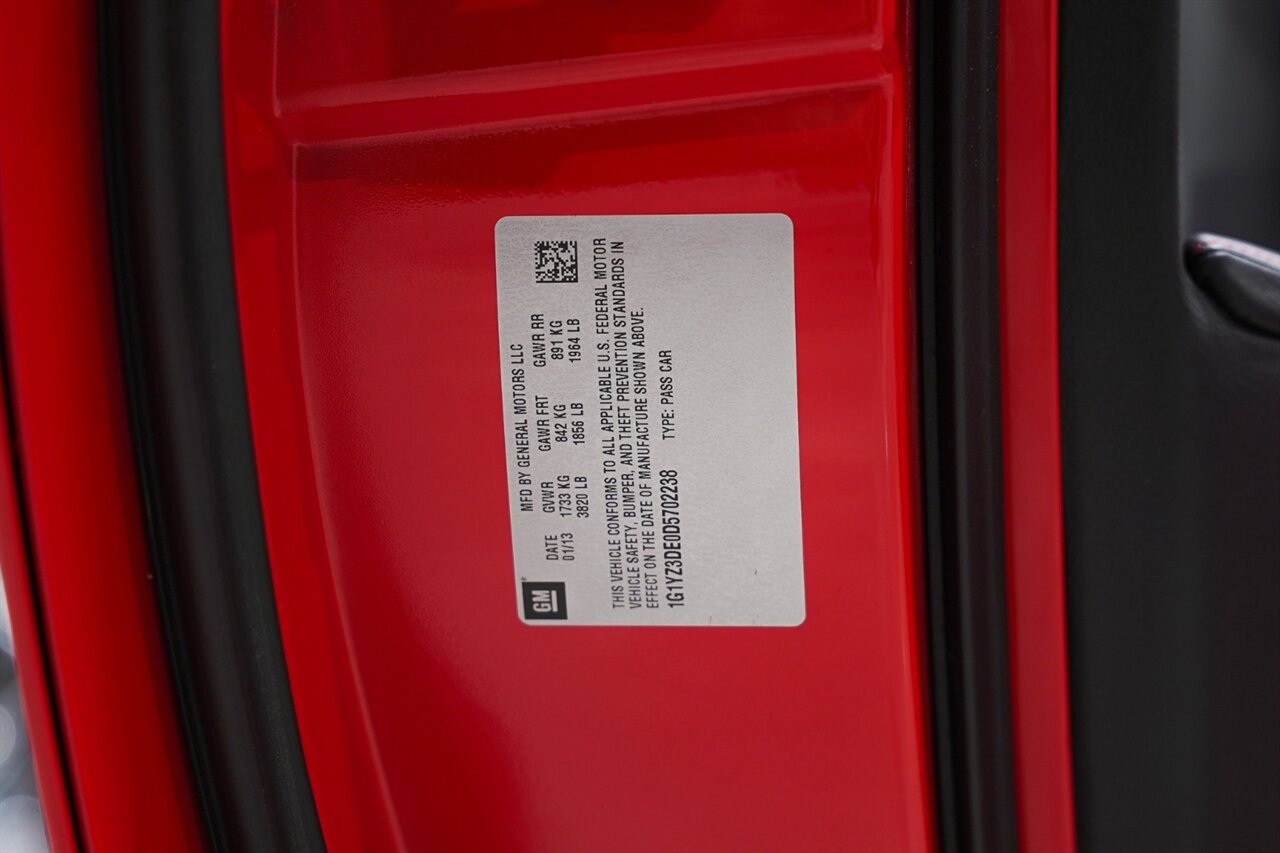 MFD BY GENERAL MOTORS LLC
DATE GVWR GAWR FRT GAWR RR
01/13 1733 KG 842 KG 891 KG
3820 LB 1856 LB 1964 LB
GM
THIS VEHICLE CONFORMS TO ALL APPLICABLE U.S. FEDERAL MOTOR
VEHICLE SAFETY, BUMPER, AND THEFT PREVENTION STANDARDS IN
EFFECT ON THE DATE OF MANUFACTURE SHOWN ABOVE.
1G1YZ3DE0D5702238 TYPE: PASS CAR